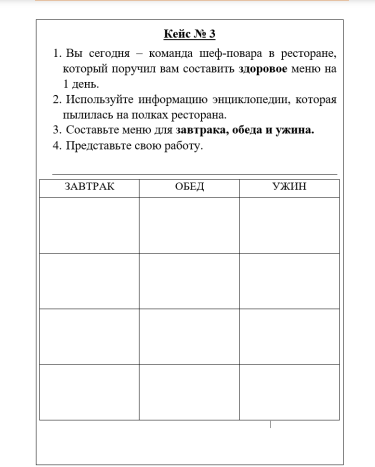 Кейс № 3
1. Вы сегодня – команда шеф-повара в ресторане,
который поручил вам составить здоровое меню на
1 день.
2. Используйте информацию энциклопедии, которая
пылилась на полках ресторана.
3. Составьте меню для завтрака, обеда и ужина.
4. Представьте свою работу.
ЗАВТРАК ОБЕД УЖИН